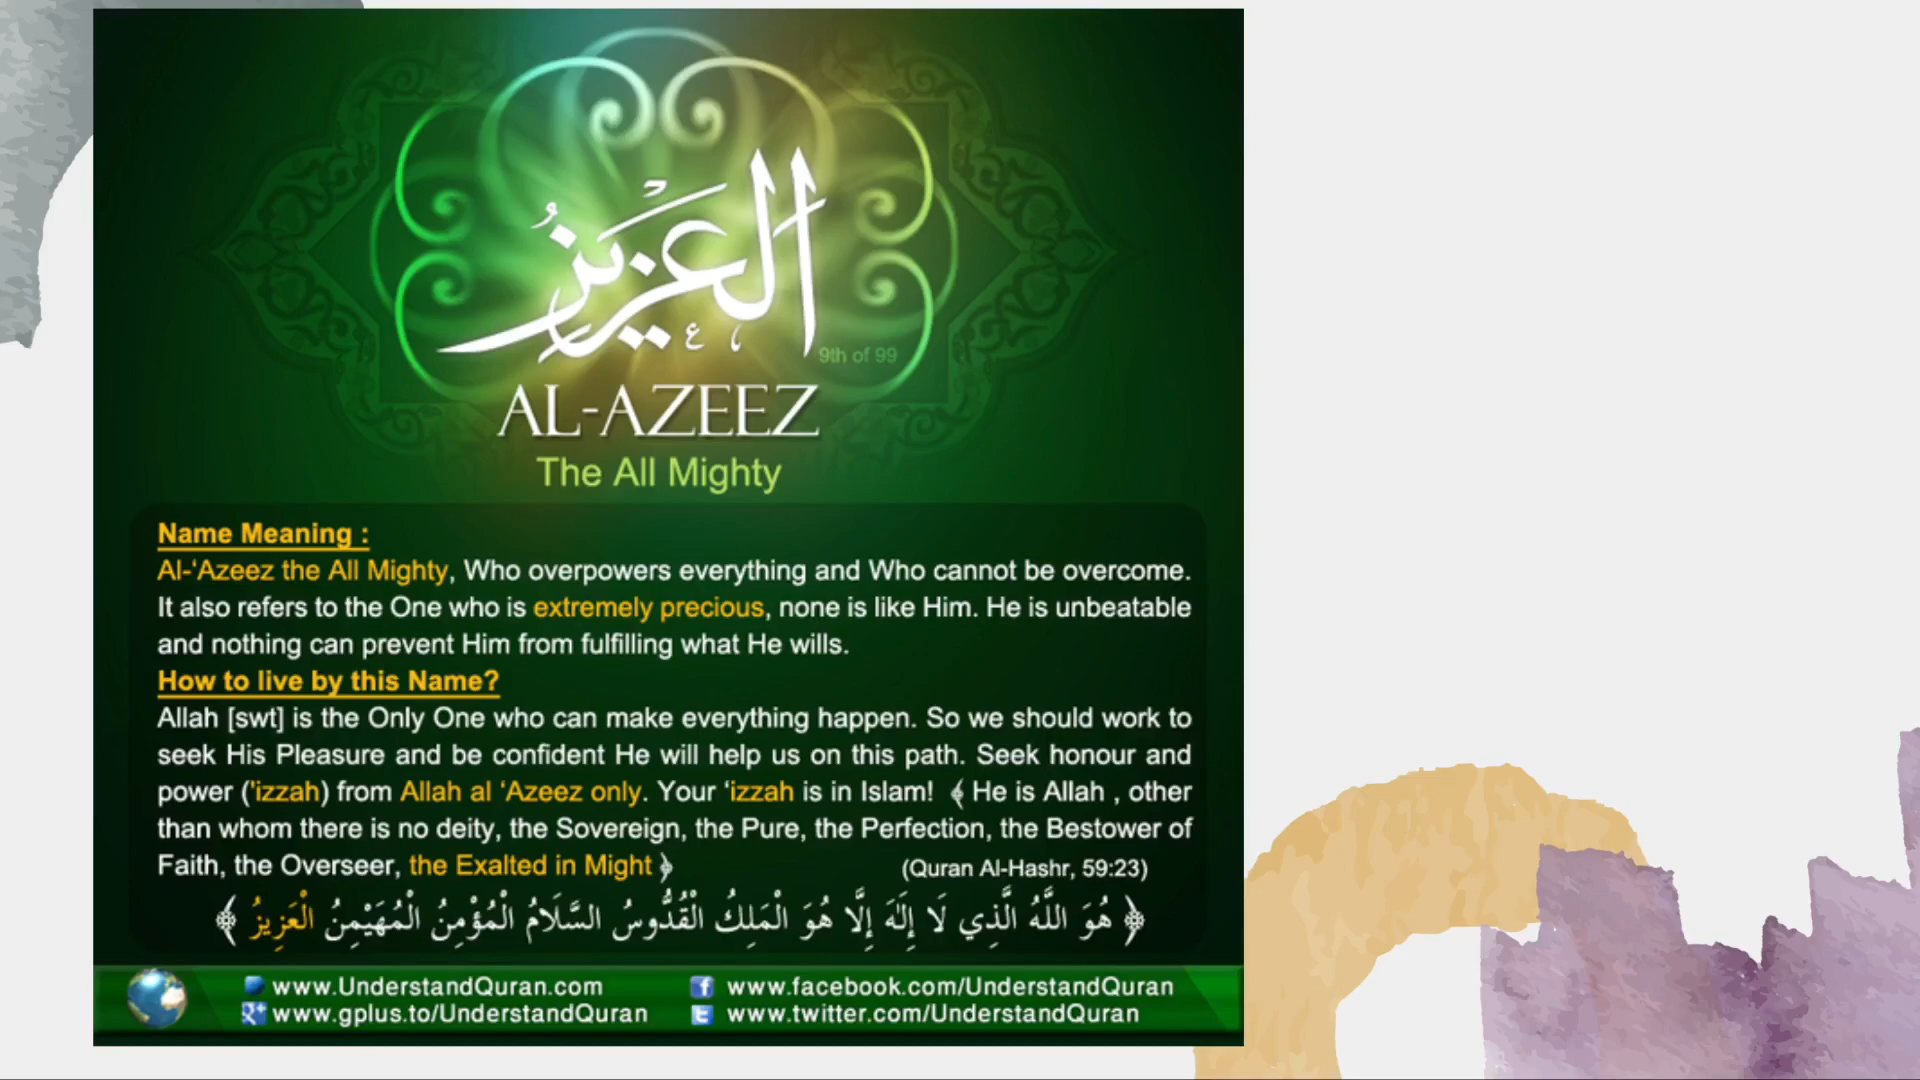 الْعَزِيزُ
9th of 99
AL-AZEEZ
The All Mighty
Name Meaning :
Al-‘Azeez the All Mighty, Who overpowers everything and Who cannot be overcome.
It also refers to the One who is extremely precious, none is like Him. He is unbeatable
and nothing can prevent Him from fulfilling what He wills.
How to live by this Name?
Allah [swt] is the Only One who can make everything happen. So we should work to
seek His Pleasure and be confident He will help us on this path. Seek honour and
power ('izzah) from Allah al ‘Azeez only. Your ‘izzah is in Islam! ﴾ He is Allah , other
than whom there is no deity, the Sovereign, the Pure, the Perfection, the Bestower of
Faith, the Overseer, the Exalted in Might ﴿ (Quran Al-Hashr, 59:23)
﴿ هُوَ اللَّهُ الَّذِي لَا إِلَٰهَ إِلَّا هُوَ الْمَلِكُ الْقُدُّوسُ السَّلَامُ الْمُؤْمِنُ الْمُهَيْمِنُ الْعَزِيزُ ﴾
www.UnderstandQuran.com www.facebook.com/UnderstandQuran
www.gplus.to/UnderstandQuran www.twitter.com/UnderstandQuran